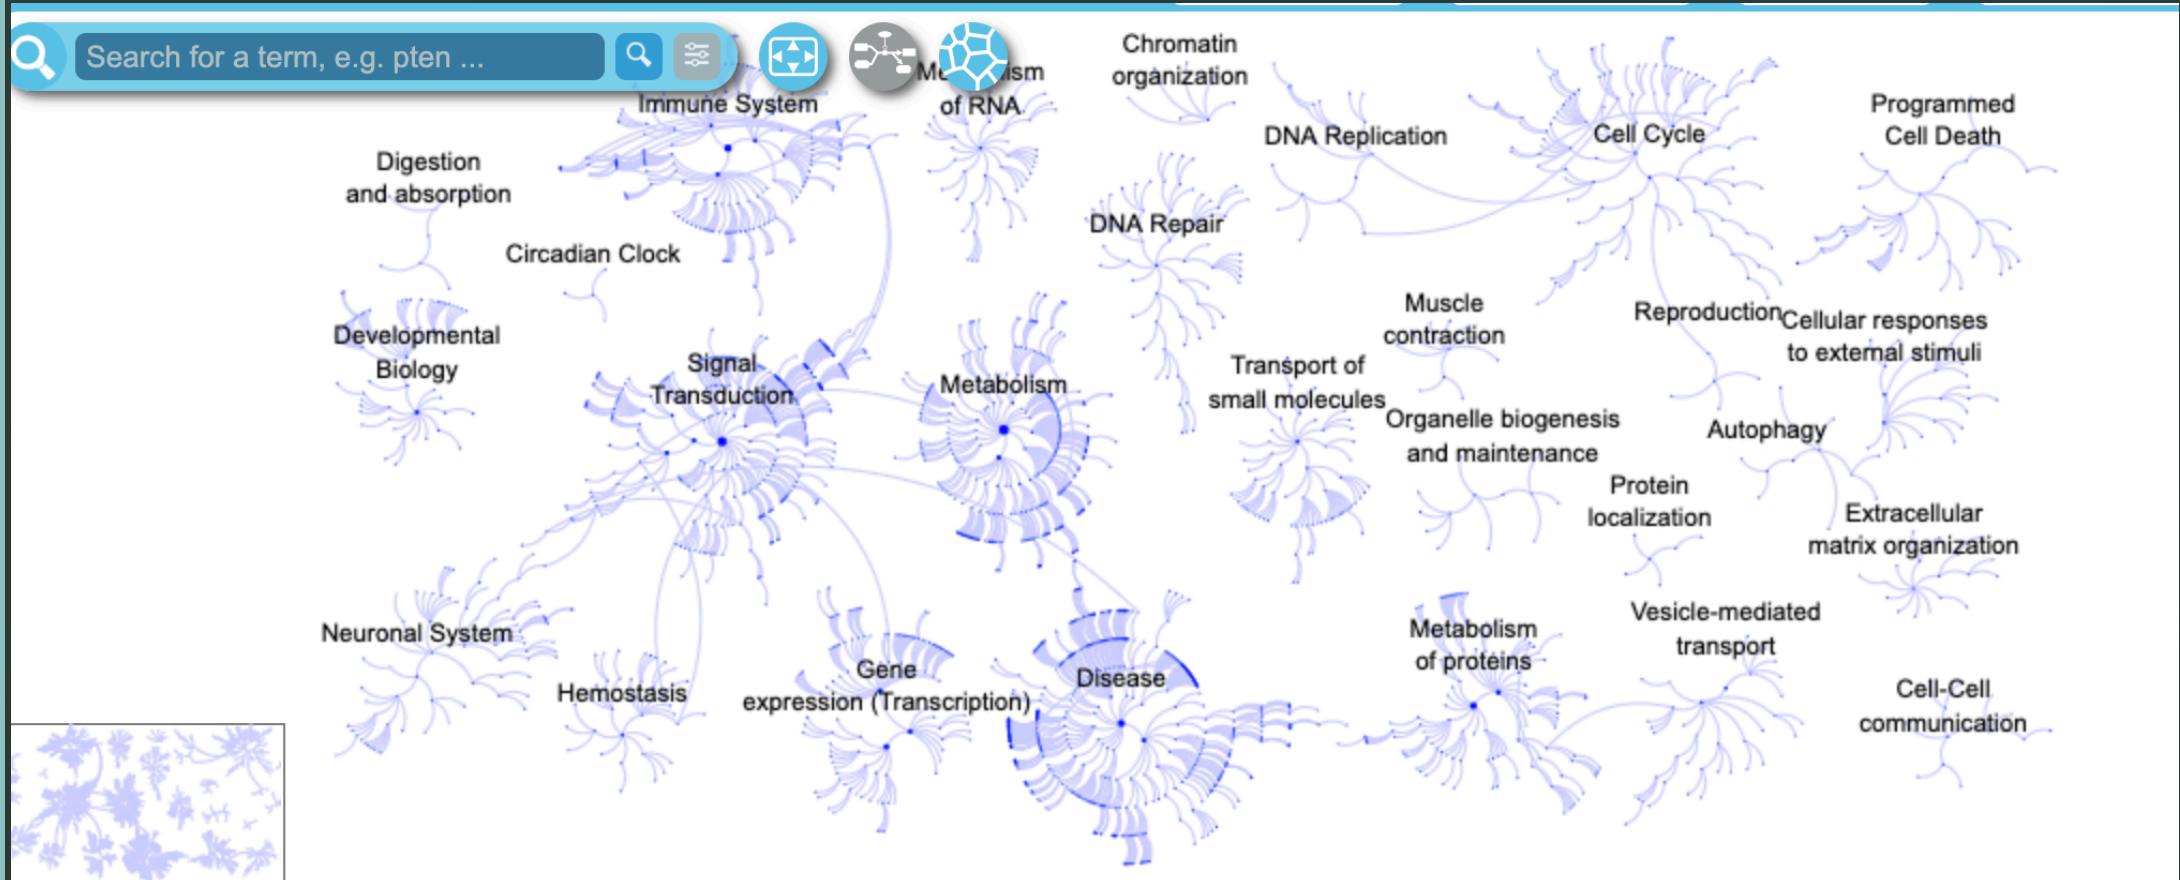 Search for a term, e.g. pten ...
Immune System
of RNA
Chromatin
organization
DNA Replication
Cell Cycle
Programmed
Cell Death
Digestion
and absorption
Circadian Clock
DNA Repair
Developmental
Biology
Signal
Transduction
Metabolism
Transport of
small molecules
Muscle
contraction
Reproduction
Cellular responses
to external stimuli
Organelle biogenesis
and maintenance
Autophagy
Protein
localization
Extracellular
matrix organization
Neuronal System
Hemostasis
Gene
expression (Transcription)
Disease
Metabolism
of proteins
Vesicle-mediated
transport
Cell-Cell
communication